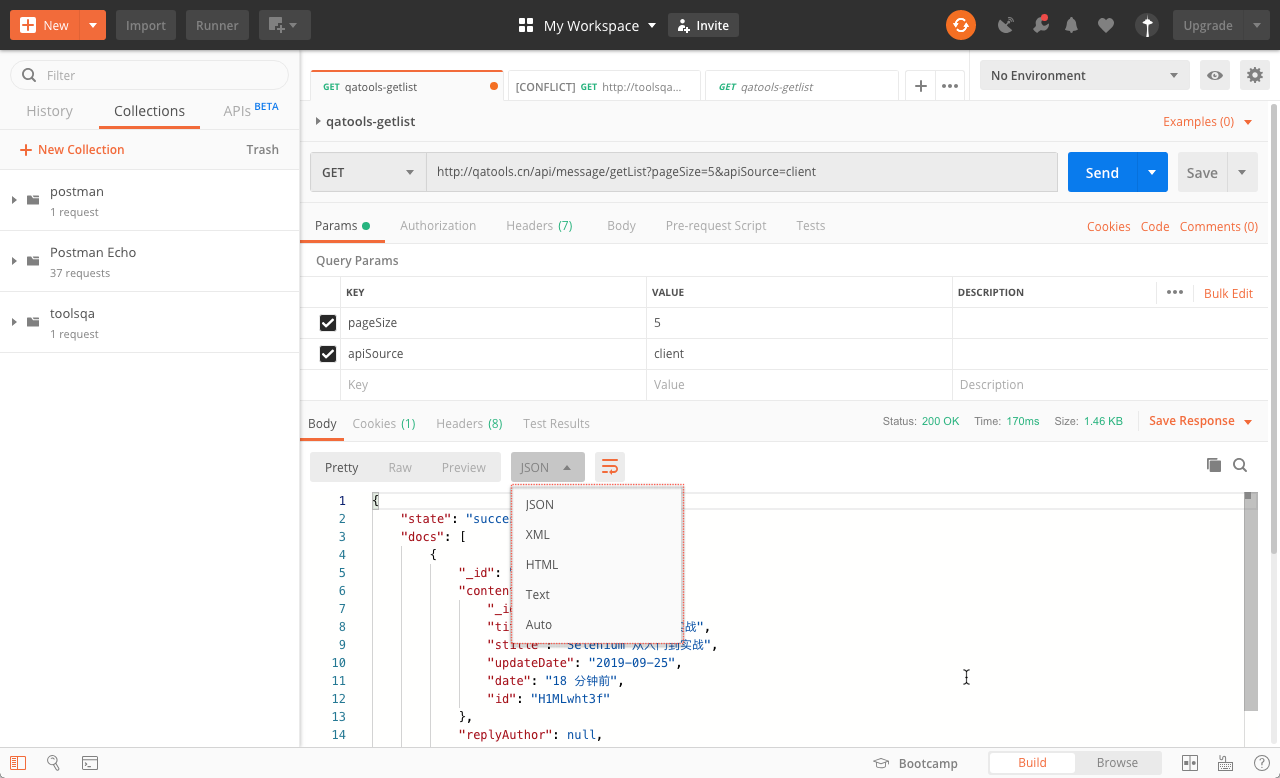 New Import Runner My Workspace Invite Upgrade
Filter
History Collections APIs BETA
New Collection Trash
postman
1 request
Postman Echo
37 requests
toolsqa
1 request
GET qatools-getlist [CONFLICT] GET http://toolsqa... GET qatools-getlist No Environment
qatools-getlist Examples (0)
GET http://qatools.cn/api/message/getList?pageSize=5&apiSource=client Send Save
Params Authorization Headers (7) Body Pre-request Script Tests Cookies Code Comments (0)
Query Params
KEY VALUE DESCRIPTION Bulk Edit
pageSize 5
apiSource client
Key Value Description
Body Cookies (1) Headers (8) Test Results Status: 200 OK Time: 170ms Size: 1.46 KB Save Response
Pretty Raw Preview JSON
JSON
XML
HTML
Text
Auto
1 {
2 "state": "succe
3 "docs": [
4 {
5 "_id":
6 "conten
7 "_i
8 "ti 战",
9 "stitle": "Selenium 从入门到实战",
10 "updateDate": "2019-09-25",
11 "date": "18 分钟前",
12 "id": "H1MLwht3f"
13 },
14 "replyAuthor": null,
Bootcamp Build Browse